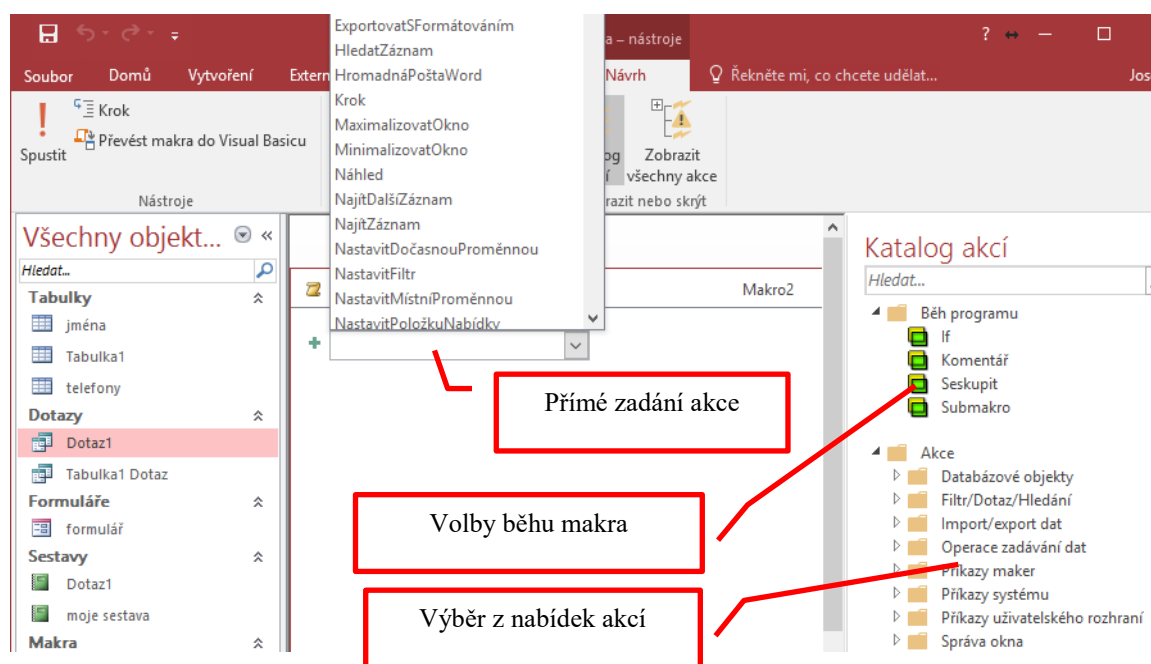 ExportovatSFormátováním
HledatZáznam
HromadnáPoštaWord
Krok
MaximalizovatOkno
MinimalizovatOkno
Náhled
NajítDalšíZáznam
NajítZáznam
NastavitDočasnouProměnnou
NastavitFiltr
NastavitMístníProměnnou
NastavitPoložkuNabídky
a – nástroje
?
Soubor Domů Vytvoření Extern Návrh Řekněte mi, co chcete udělat... Jos
Krok
Převést makra do Visual Basicu
Spustit
Nástroje
og
í
Zobrazit
všechny akce
razit nebo skrýt
Všechny objekt... «
Hledat...
Tabulky
jména
Tabulka1
telefony
Dotazy
Dotaz1
Tabulka1 Dotaz
Formuláře
formulář
Sestavy
Dotaz1
moje sestava
Makra
Makro2
Přímé zadání akce
Volby běhu makra
Výběr z nabídek akcí
Katalog akcí
Hledat...
Běh programu
If
Komentář
Seskupit
Submakro
Akce
Databázové objekty
Filtr/Dotaz/Hledání
Import/export dat
Operace zadávání dat
Příkazy maker
Příkazy systému
Příkazy uživatelského rozhraní
Správa okna